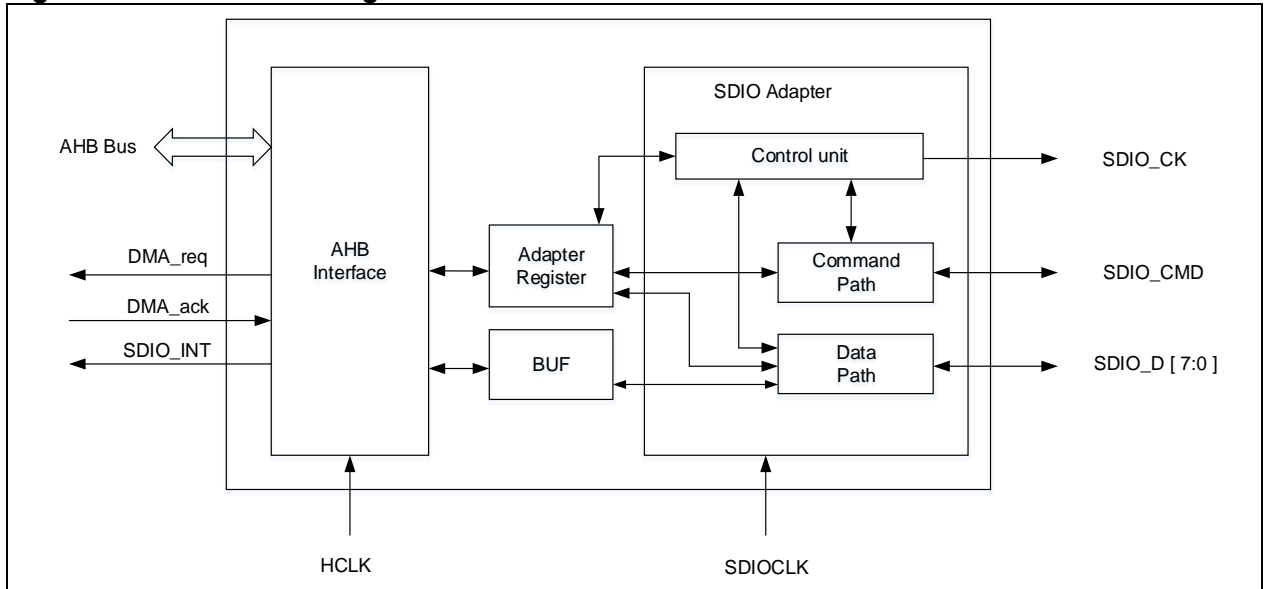 SDIO Adapter
AHB Bus
Control unit
SDIO_CK
DMA_req
AHB
Interface
Adapter
Register
Command
Path
SDIO_CMD
DMA_ack
SDIO_INT
BUF
Data
Path
SDIO_D [ 7:0 ]
HCLK
SDIOCLK